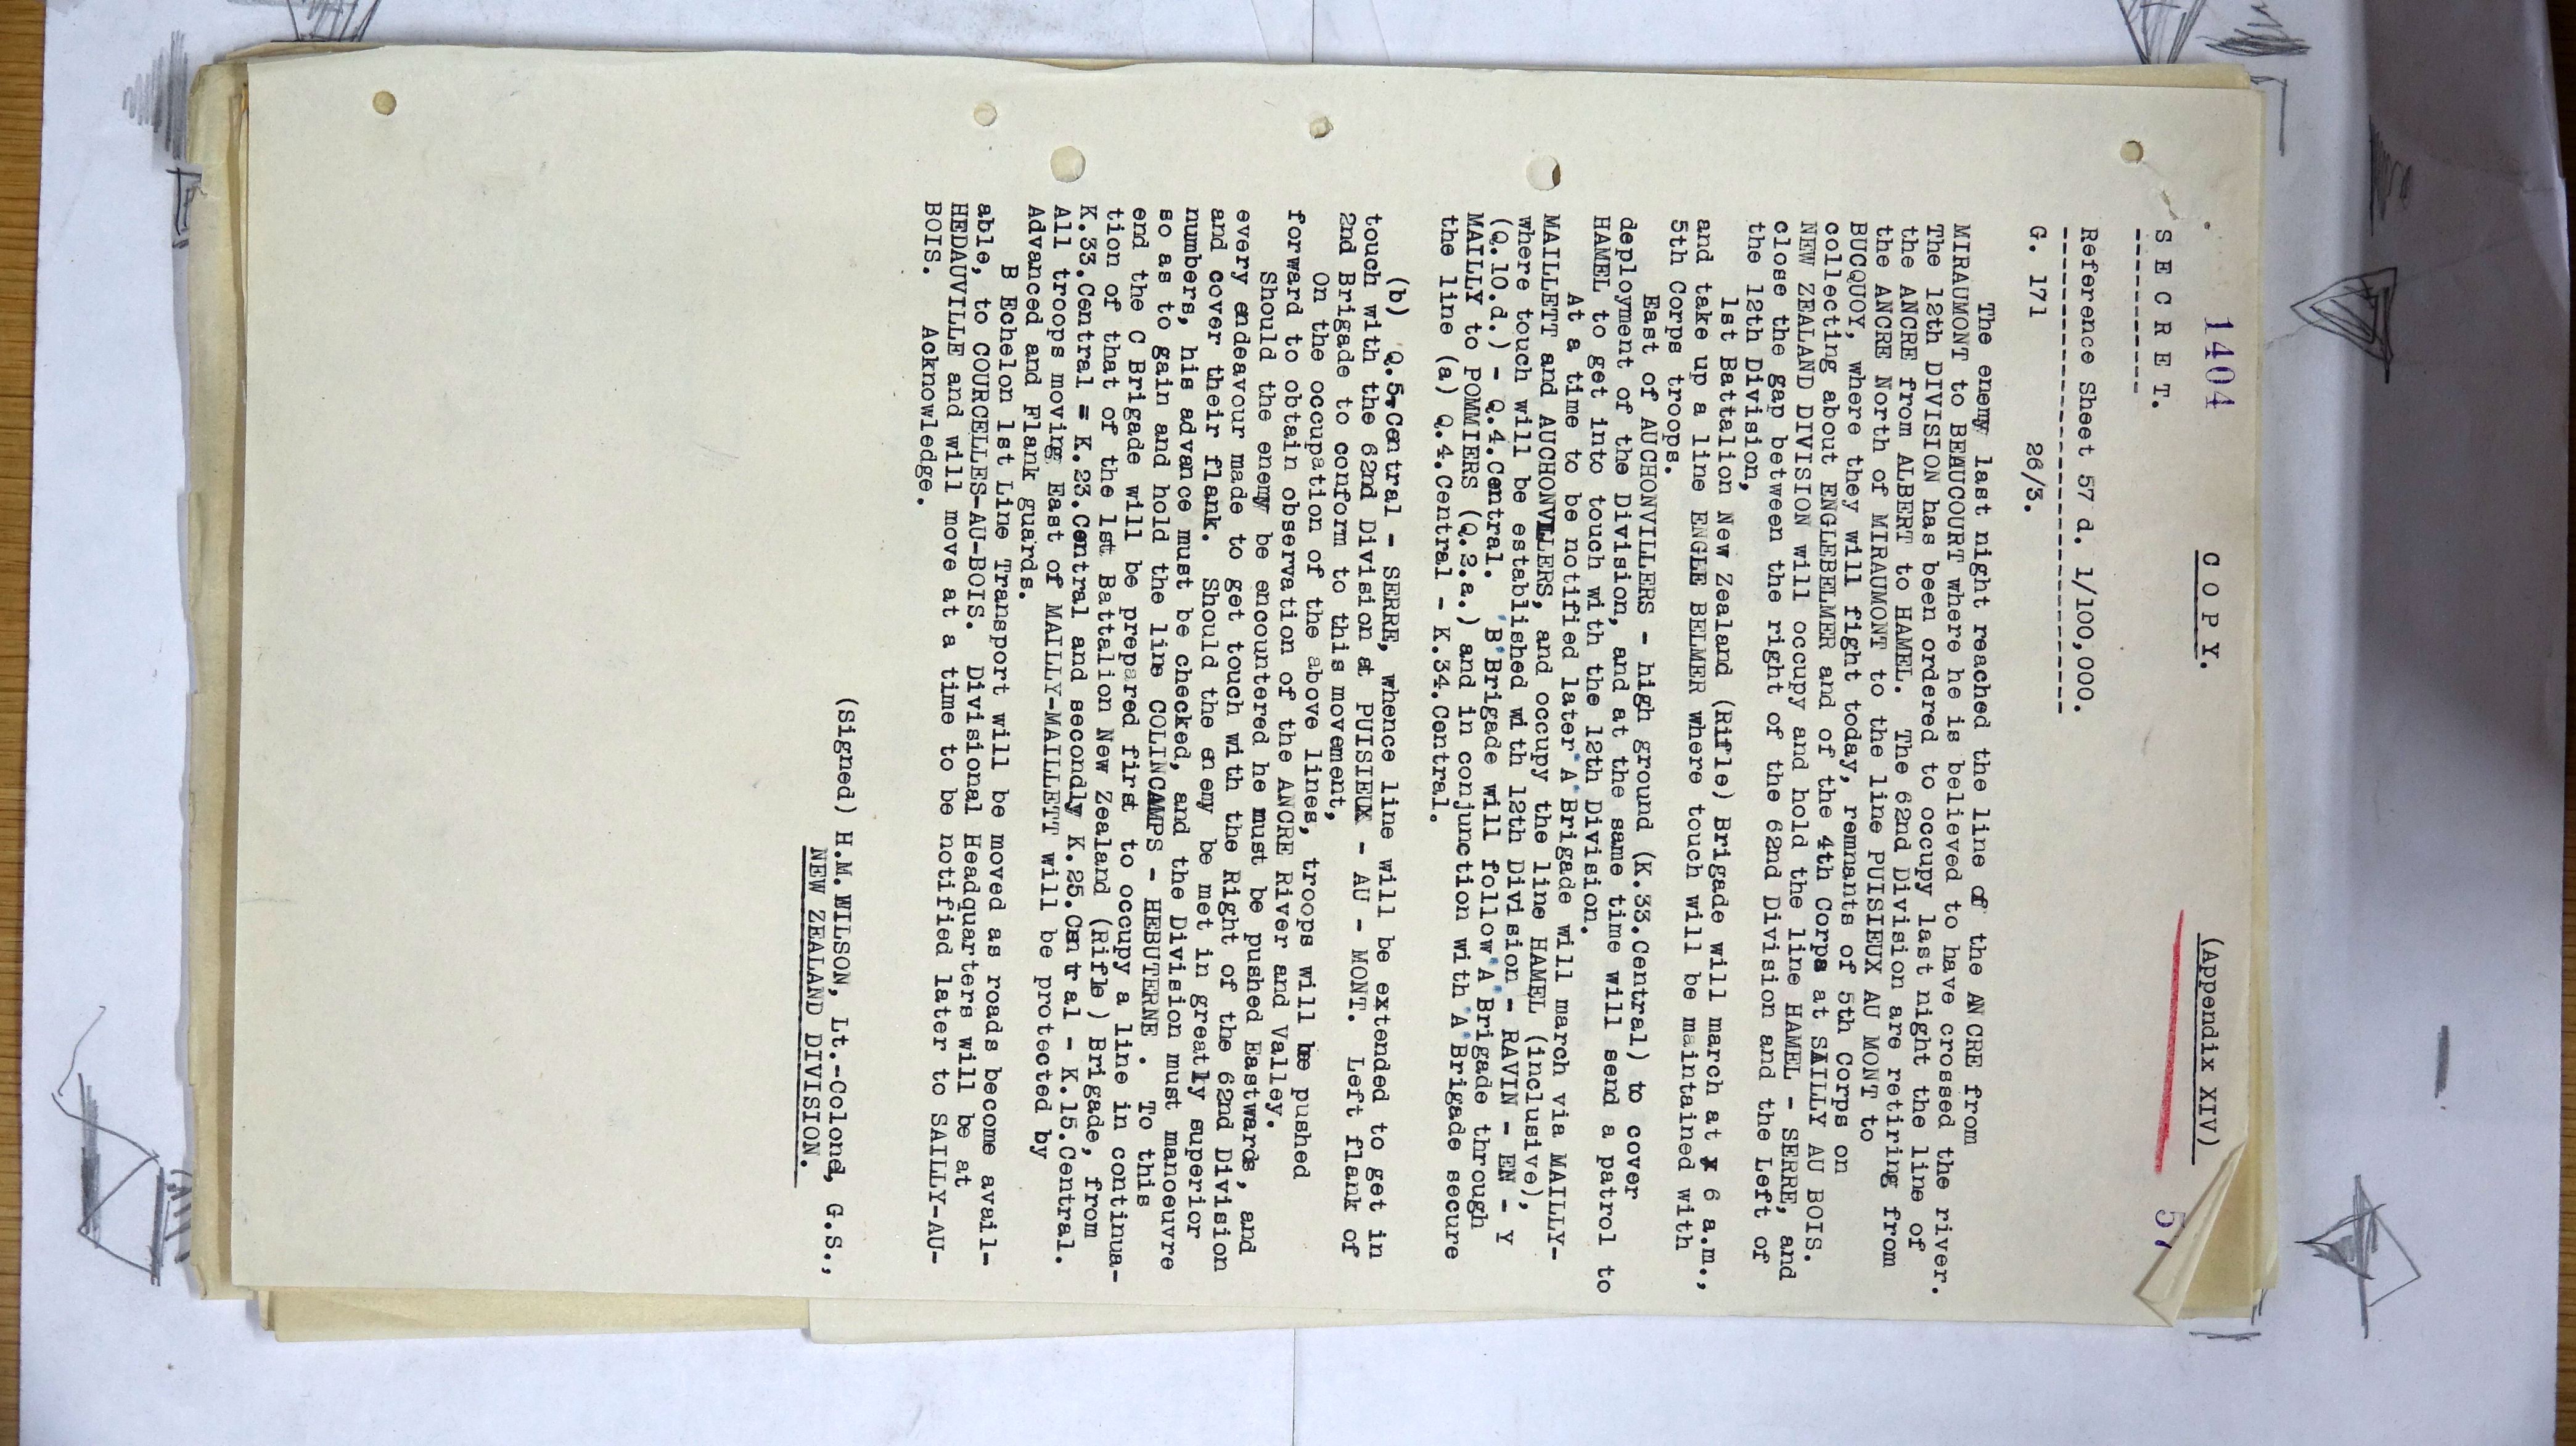 1404
C O P Y.
(Appendix XIV)
S E C R E T.
Reference Sheet 57 d. 1/100,000.
G. 171 26/3.
The enemy last night reached the line of the ANCRE from
MIRAUMONT to BEAUCOURT where he is believed to have crossed the river.
The 12th DIVISION has been ordered to occupy last night the line of
the ANCRE from ALBERT to HAMEL. The 62nd Division are retiring from
the ANCRE North of MIRAUMONT to the line PUISIEUX AU MONT to
BUCQUOY, where they will fight today, remnants of 5th Corps on
collecting about ENGLEBELMER and of the 4th Corps at SAILLY AU BOIS.
NEW ZEALAND DIVISION will occupy and hold the line HAMEL - SERRE, and
close the gap between the right of the 62nd Division and the Left of
the 12th Division,
1st Battalion New Zealand (Rifle) Brigade will march at x 6 a.m.,
and take up a line ENGLE BELMER where touch will be maintained with
5th Corps troops.
East of AUCHONVILLERS - high ground (K.33.Central) to cover
deployment of the Division, and at the same time will send a patrol to
HAMEL to get into touch with the 12th Division.
At a time to be notified later 'A' Brigade will march via MAILLY-
MAILLETT and AUCHONVILLERS, and occupy the line HAMEL (inclusive),
where touch will be established with 12th Division - RAVIN - EN - Y
(Q.10.d.) - Q.4.Central. 'B' Brigade will follow 'A' Brigade through
MAILLY to POMMIERS (Q.2.a.) and in conjunction with 'A' Brigade secure
the line (a) Q.4.Central - K.34.Central.
(b) Q.5.Central - SERRE, whence line will be extended to get in
touch with the 62nd Division at PUISIEUX - AU - MONT. Left flank of
2nd Brigade to conform to this movement,
On the occupation of the above lines, troops will be pushed
forward to obtain observation of the ANCRE River and Valley.
Should the enemy be encountered he must be pushed Eastwards, and
every endeavour made to get touch with the Right of the 62nd Division
and cover their flank. Should the enemy be met in greatly superior
numbers, his advance must be checked, and the Division must manoeuvre
so as to gain and hold the line COLINCAMPS - HEBUTERNE . To this
end the C Brigade will be prepared first to occupy a line in continua-
tion of that of the 1st Battalion New Zealand (Rifle) Brigade, from
K.33.Central = K.23.Central and secondly K.25.Central - K.15.Central.
All troops moving East of MAILLY-MAILLETT will be protected by
Advanced and Flank guards.
B Echelon 1st Line Transport will be moved as roads become avail-
able, to COURCELLES-AU-BOIS. Divisional Headquarters will be at
HEDAUVILLE and will move at a time to be notified later to SAILLY-AU-
BOIS. Acknowledge.
(Signed) H.M.WILSON, Lt.-Colonel, G.S.,
NEW ZEALAND DIVISION.